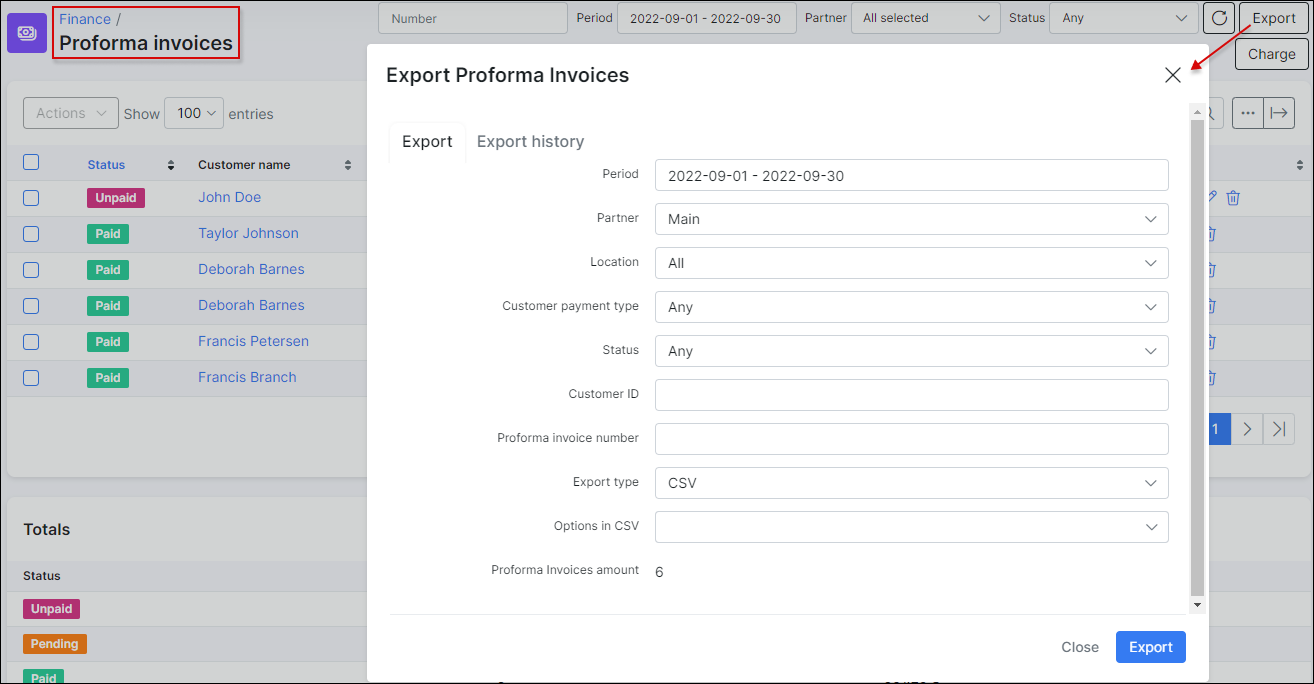 Finance /
Proforma invoices
Number
Period 2022-09-01 - 2022-09-30
Partner All selected
Status Any
Export
Charge
Actions Show 100 entries
Status Customer name
Unpaid John Doe
Paid Taylor Johnson
Paid Deborah Barnes
Paid Deborah Barnes
Paid Francis Petersen
Paid Francis Branch
1
Totals
Status
Unpaid
Pending
Paid
Export Proforma Invoices
Export Export history
Period 2022-09-01 - 2022-09-30
Partner Main
Location All
Customer payment type Any
Status Any
Customer ID
Proforma invoice number
Export type CSV
Options in CSV
Proforma Invoices amount 6
Close Export